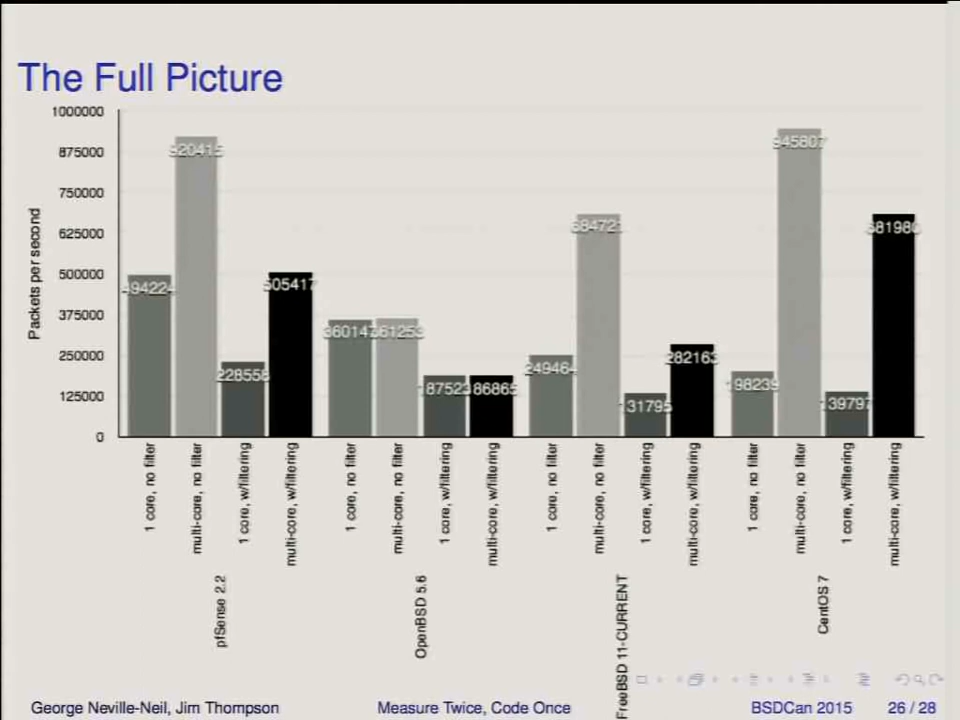 The Full Picture
Packets per second
1000000
875000
750000
625000
500000
375000
250000
125000
0
494224
920415
228558
505417
360147
361253
187523
186865
249464
684721
131795
282163
198239
945807
139797
681980
1 core, no filter
multi-core, no filter
1 core, w/filtering
multi-core, w/filtering
1 core, no filter
multi-core, no filter
1 core, w/filtering
multi-core, w/filtering
1 core, no filter
multi-core, no filter
1 core, w/filtering
multi-core, w/filtering
1 core, no filter
multi-core, no filter
1 core, w/filtering
multi-core, w/filtering
pfSense 2.2
OpenBSD 5.6
FreeBSD 11-CURRENT
CentOS 7
George Neville-Neil, Jim Thompson
Measure Twice, Code Once
BSDCan 2015
26 / 28